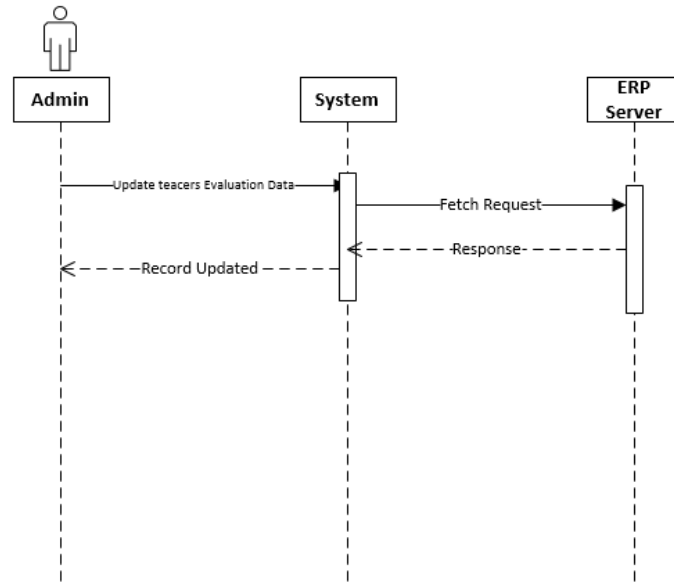 Admin
System
ERP
Server
Update teacers Evaluation Data
Fetch Request
Response
Record Updated